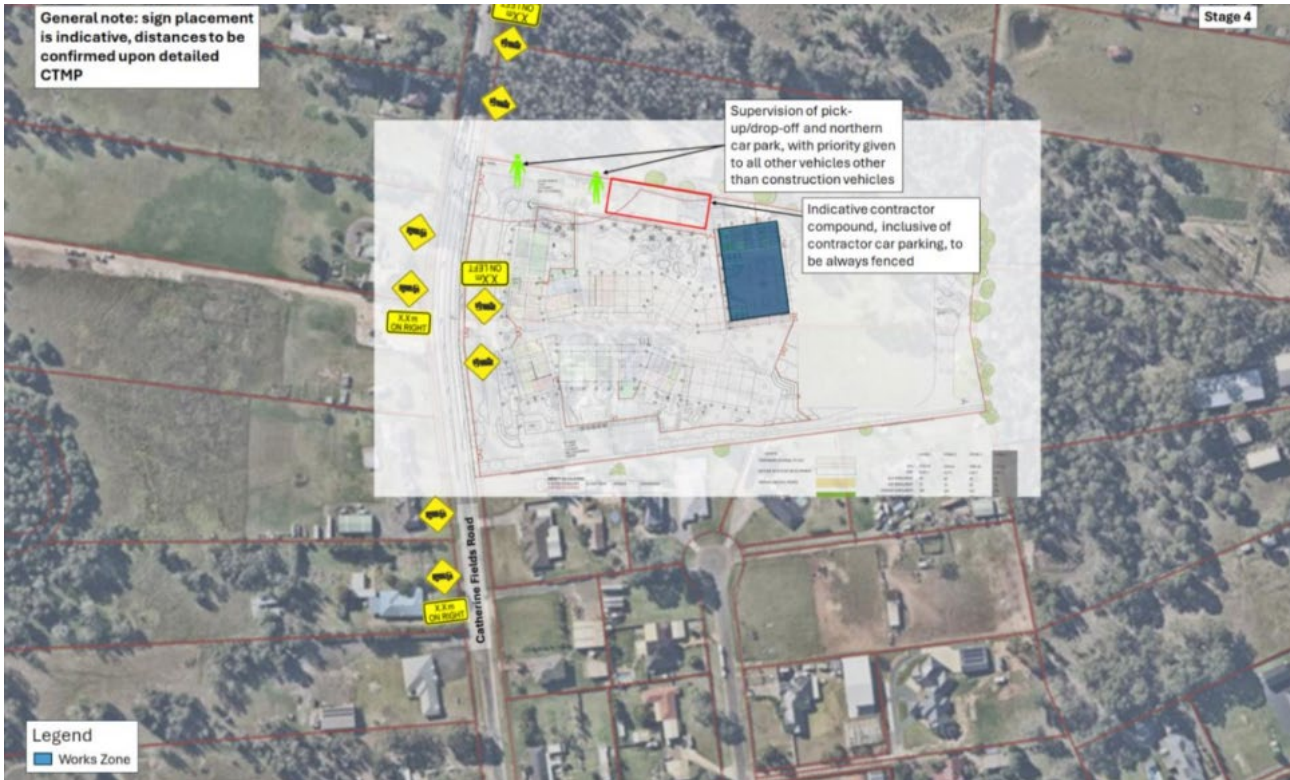 General note: sign placement
is indicative, distances to be
confirmed upon detailed
CTMP
X.Xm
ON LEFT
Stage 4
Supervision of pick-
up/drop-off and northern
car park, with priority given
to all other vehicles other
than construction vehicles
Indicative contractor
compound, inclusive of
contractor car parking, to
be always fenced
X.Xm
ON LEFT
X.Xm
ON RIGHT
Catherine Fields Road
X.Xm
ON RIGHT
Legend
Works Zone